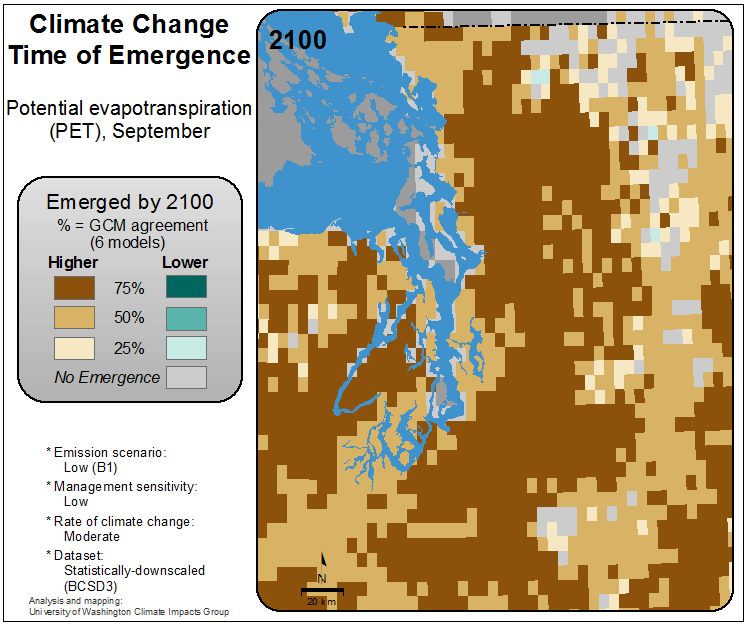 Climate Change
Time of Emergence
Potential evapotranspiration
(PET), September
Emerged by 2100
% = GCM agreement
(6 models)
Higher Lower
75%
50%
25%
No Emergence
* Emission scenario:
Low (B1)
* Management sensitivity:
Low
* Rate of climate change:
Moderate
* Dataset:
Statistically-downscaled
(BCSD3)
Analysis and mapping:
University of Washington Climate Impacts Group
2100
N
20 km